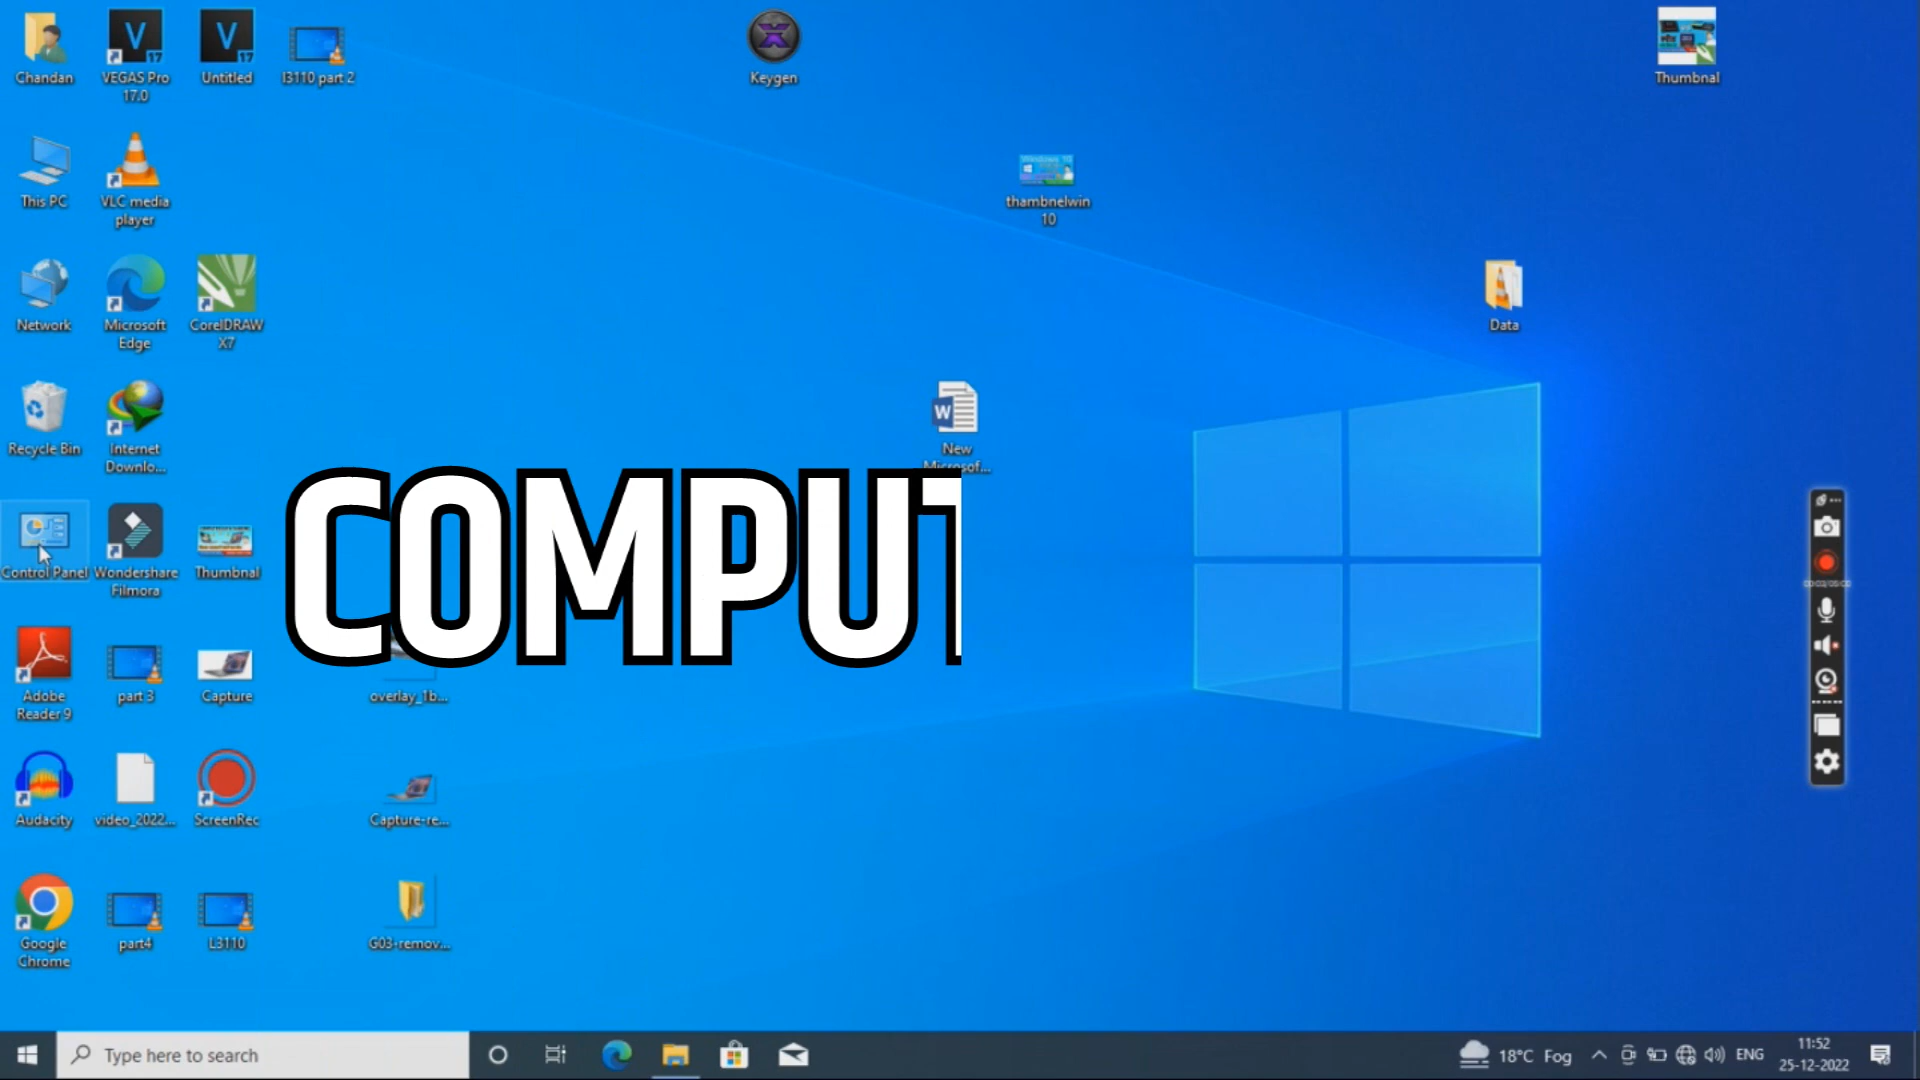 Chandan
VEGAS Pro
17.0
Untitled
l3110 part 2
Keygen
Thumbnal
This PC
VLC media
player
thambnelwin
10
Network
Microsoft
Edge
CorelDRAW
X7
Data
Recycle Bin
Internet
Downlo...
New
Microsof...
COMPUT
Control Panel
Wondershare
Filmora
Thumbnal
Adobe
Reader 9
part 3
Capture
overlay_1b...
Audacity
video_2022...
ScreenRec
Capture-re...
Google
Chrome
part4
L3110
G03-remov...
Type here to search
18°C Fog
ENG
11:52
25-12-2022